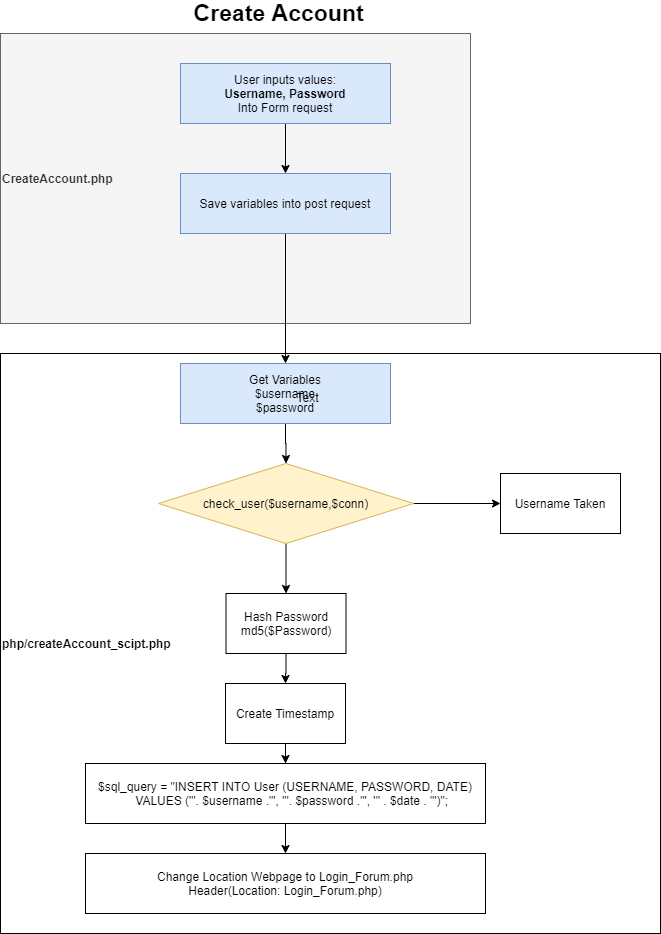 Create Account
User inputs values:
Username, Password
Into Form request
CreateAccount.php
Save variables into post request
Get Variables
$username
Text
$password
check_user($username,$conn)
Username Taken
Hash Password
md5($Password)
php/createAccount_scipt.php
Create Timestamp
$sql_query = "INSERT INTO User (USERNAME, PASSWORD, DATE)
VALUES ('". $username ."', '". $password ."', '" . $date . "')";
Change Location Webpage to Login_Forum.php
Header(Location: Login_Forum.php)